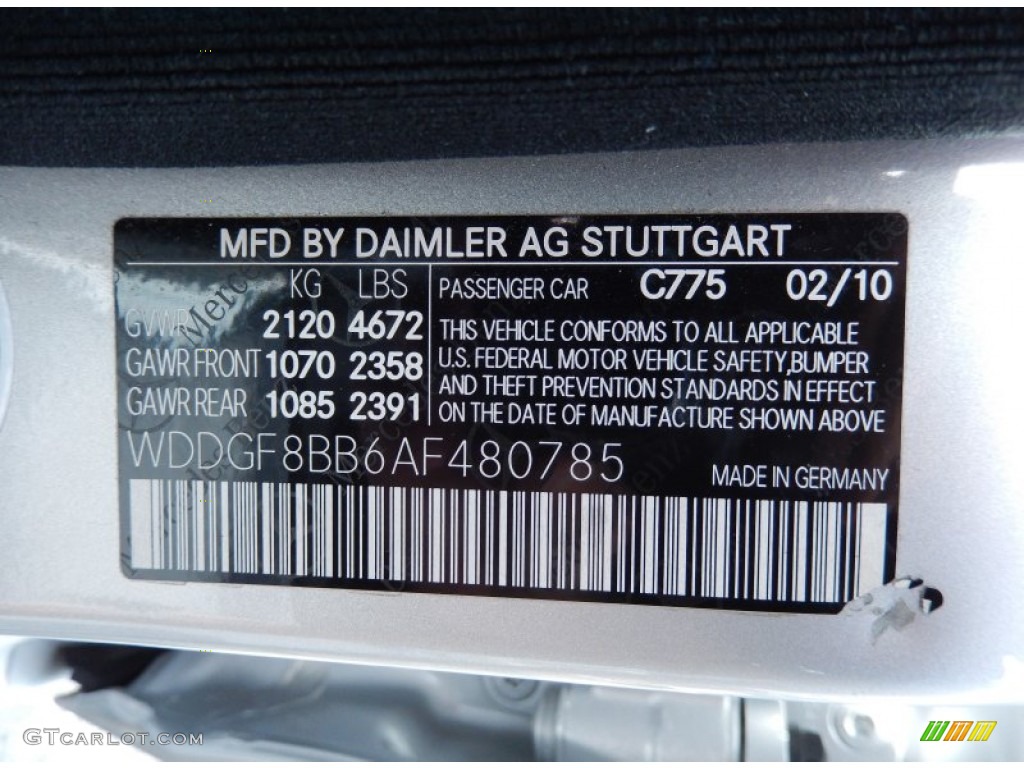 MFD BY DAIMLER AG STUTTGART
KG LBS
GVWR 2120 4672
GAWR FRONT 1070 2358
GAWR REAR 1085 2391
PASSENGER CAR C775 02/10
THIS VEHICLE CONFORMS TO ALL APPLICABLE
U.S. FEDERAL MOTOR VEHICLE SAFETY,BUMPER
AND THEFT PREVENTION STANDARDS IN EFFECT
ON THE DATE OF MANUFACTURE SHOWN ABOVE
WDDGF8BB6AF480785
MADE IN GERMANY
GTCARLOT.COM